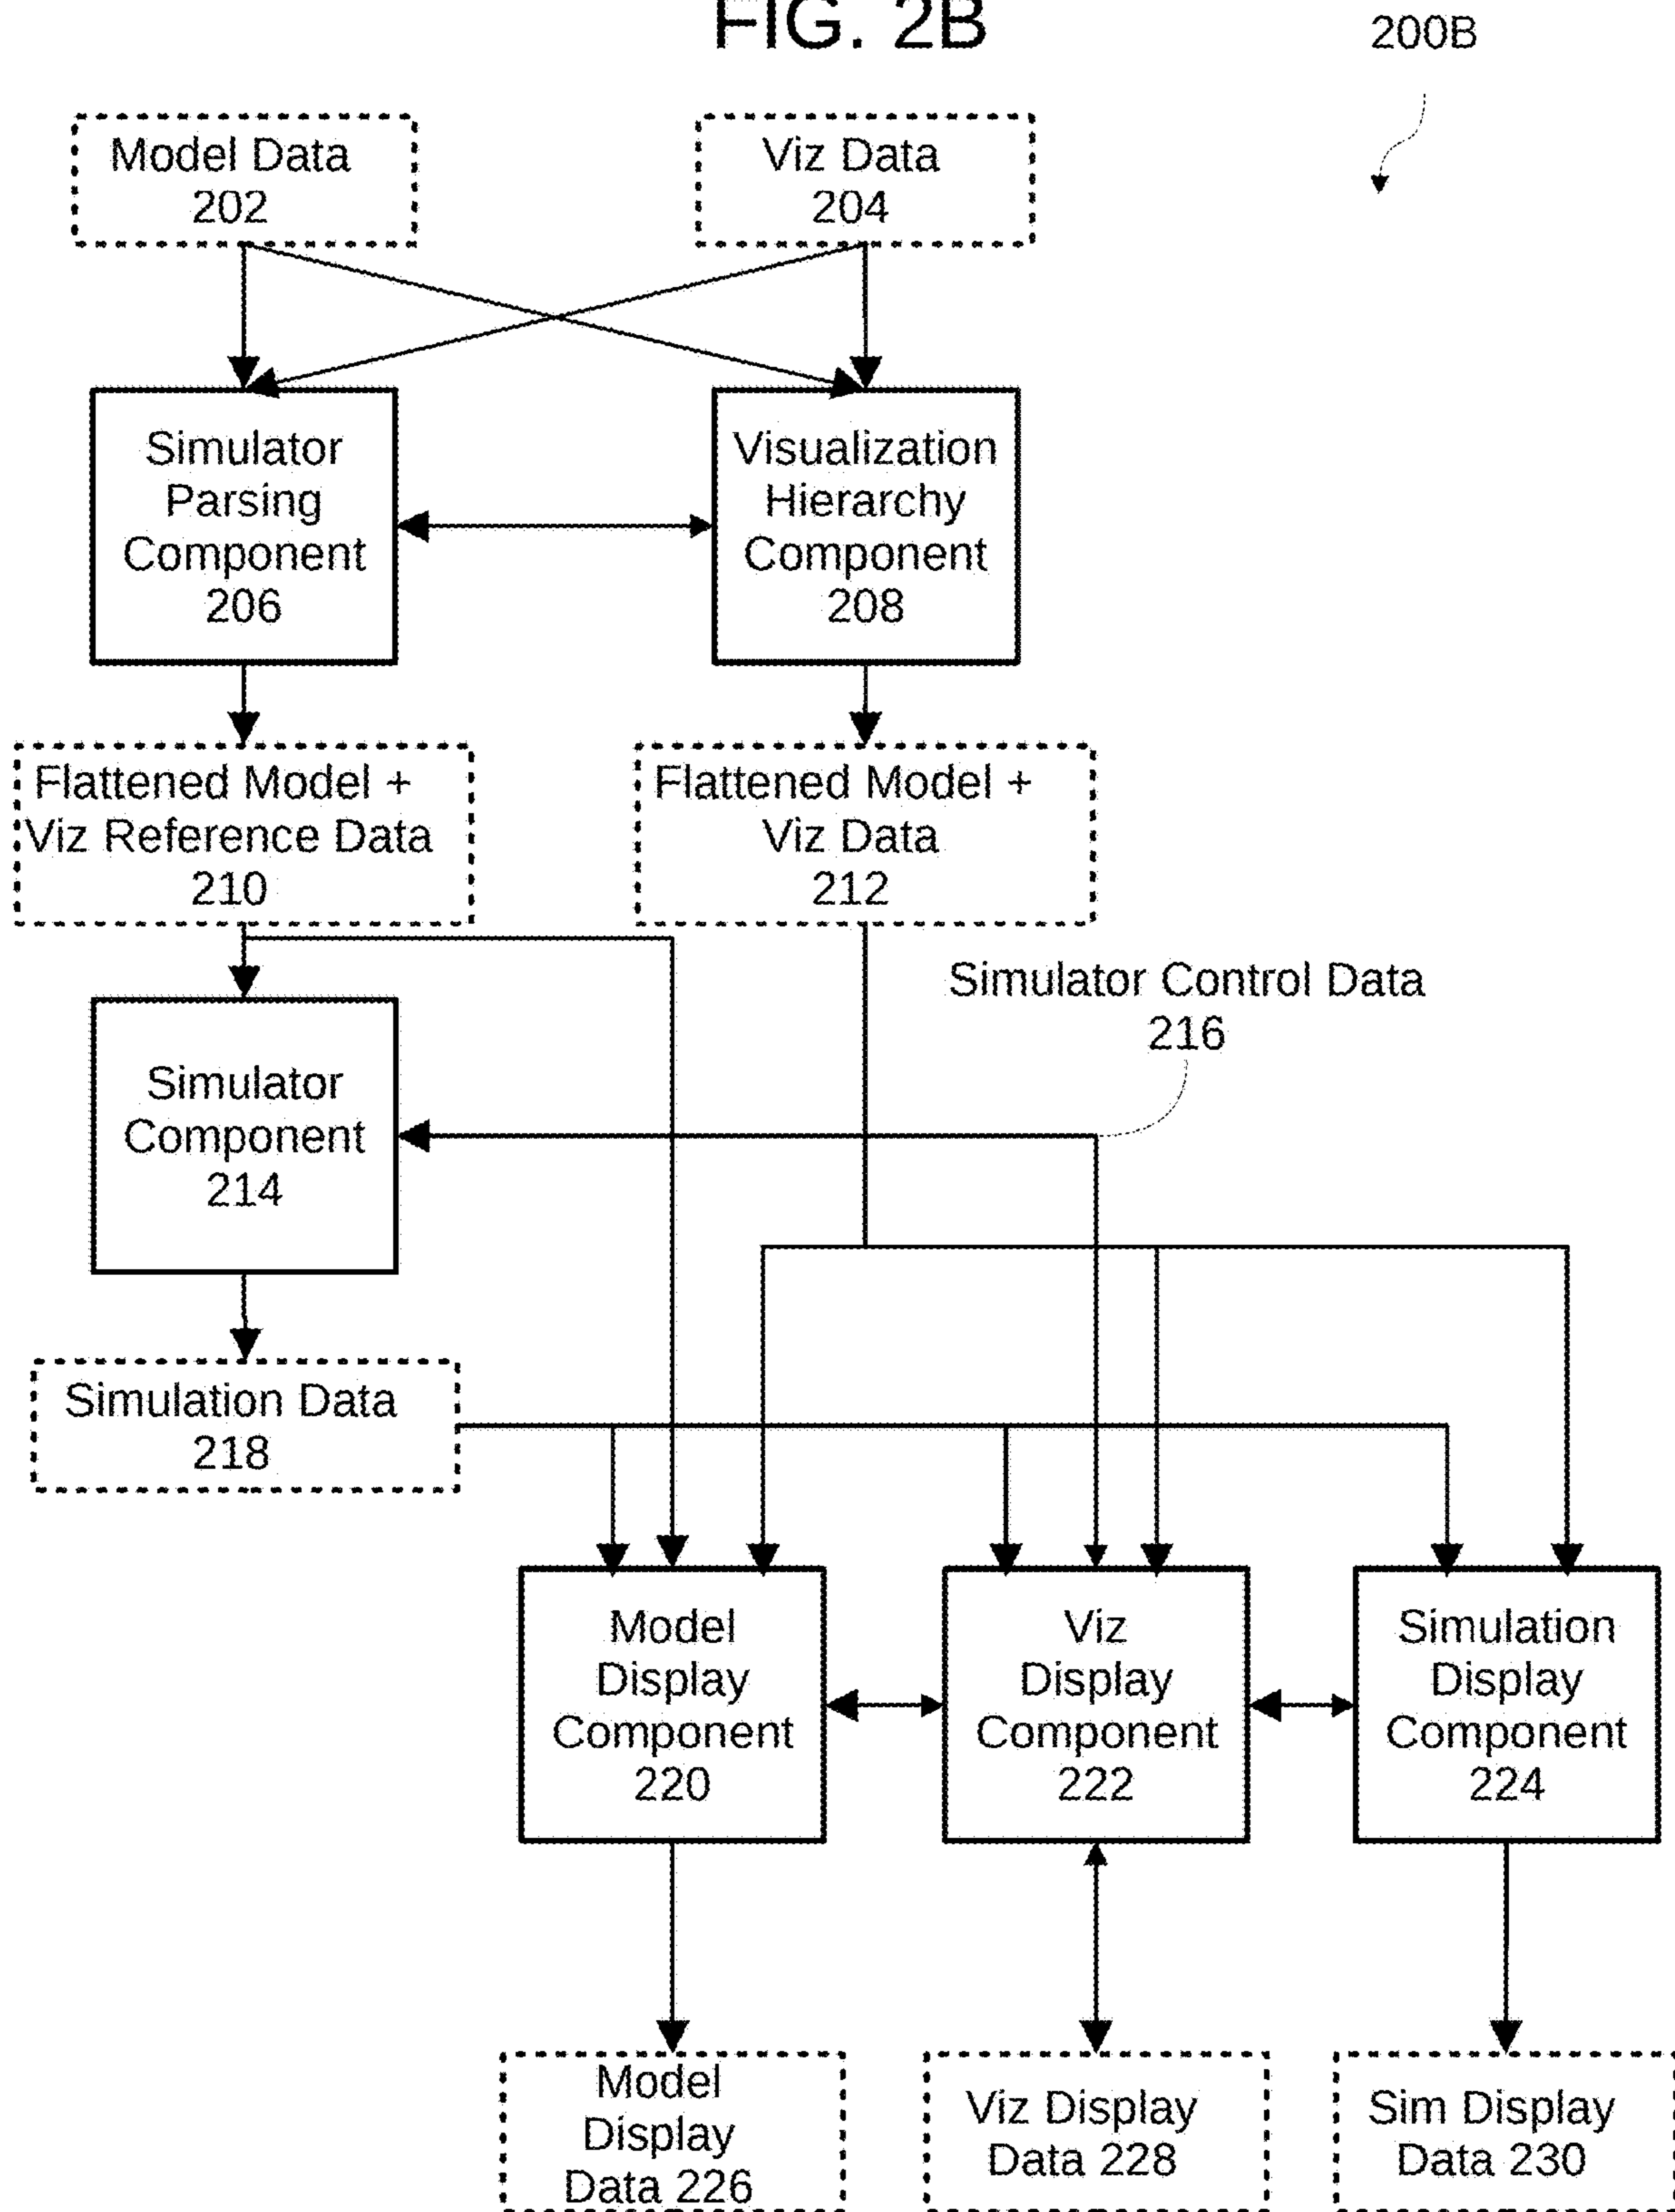 FIG. 2B
200B
Model Data
202
Viz Data
204
Simulator
Parsing
Component
206
Visualization
Hierarchy
Component
208
Flattened Model +
Viz Reference Data
210
Flattened Model +
Viz Data
212
Simulator Control Data
216
Simulator
Component
214
Simulation Data
218
Model
Display
Component
220
Viz
Display
Component
222
Simulation
Display
Component
224
Model
Display
Data 226
Viz Display
Data 228
Sim Display
Data 230